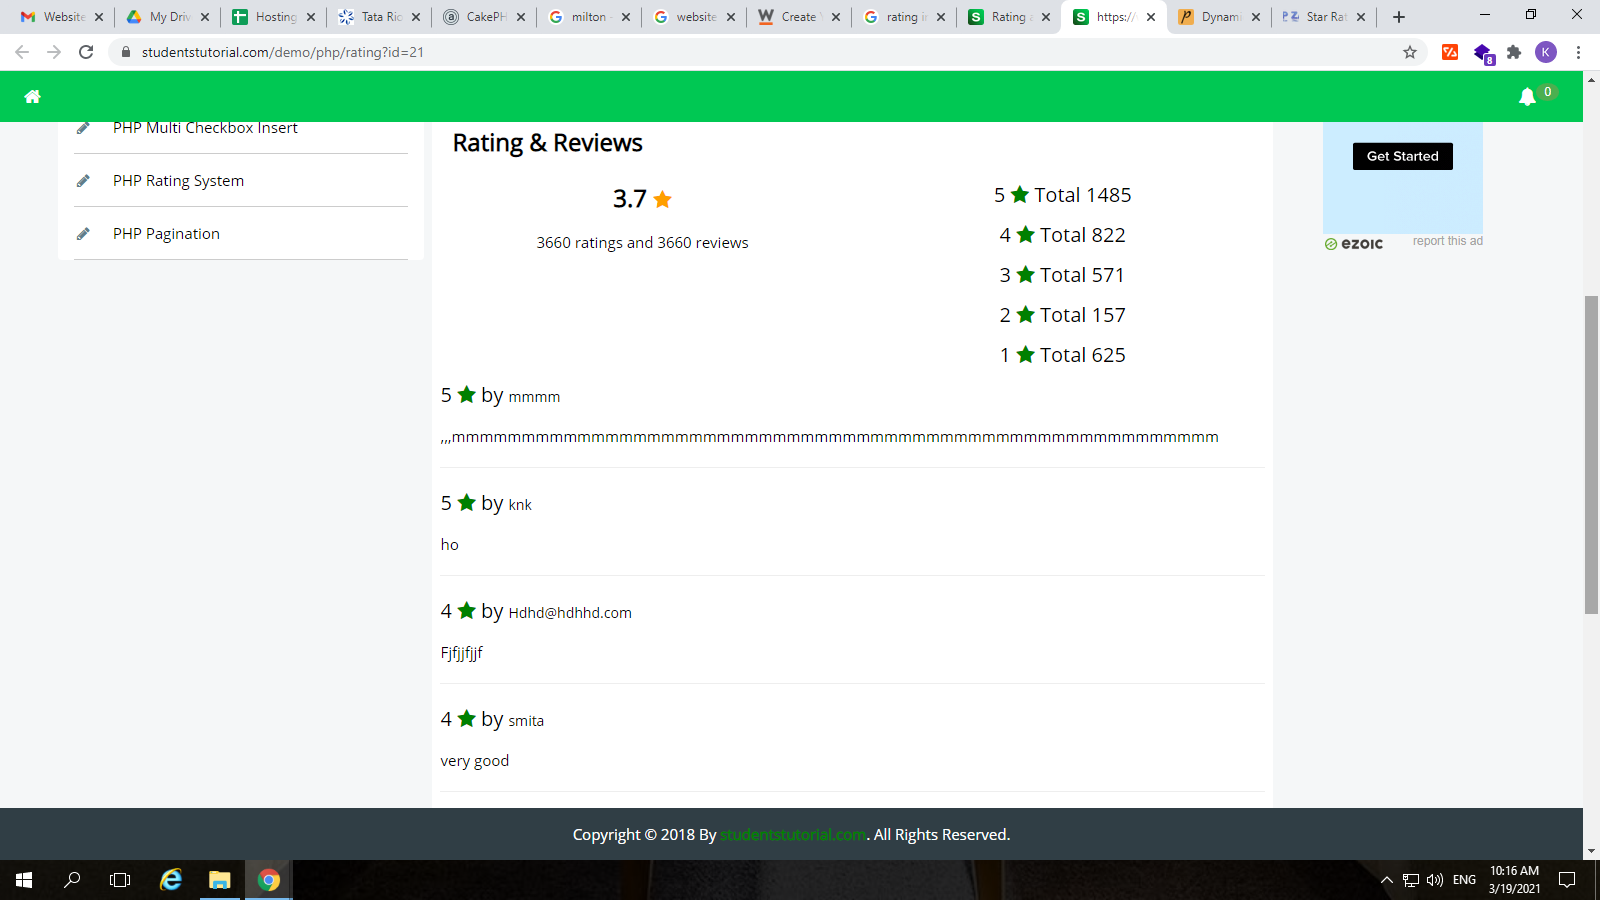 Website
My Driv
Hosting
Tata Rio
CakePH
milton
website
Create
rating in
Rating a
https://
Dynami
Star Rat
studentstutorial.com/demo/php/rating?id=21
K
8
0
PHP Multi Checkbox Insert
PHP Rating System
PHP Pagination
Rating & Reviews
3.7
3660 ratings and 3660 reviews
5 ★ Total 1485
4 ★ Total 822
3 ★ Total 571
2 ★ Total 157
1 ★ Total 625
Get Started
ezoic
report this ad
5 ★ by mmmm
,,,mmmmmmmmmmmmmmmmmmmmmmmmmmmmmmmmmmmmmmmmmmmmmmmmmmmmmmm
5 ★ by knk
ho
4 ★ by Hdhd@hdhhd.com
Fjfjjfjjf
4 ★ by smita
very good
Copyright © 2018 By studentstutorial.com. All Rights Reserved.
ENG
10:16 AM
3/19/2021